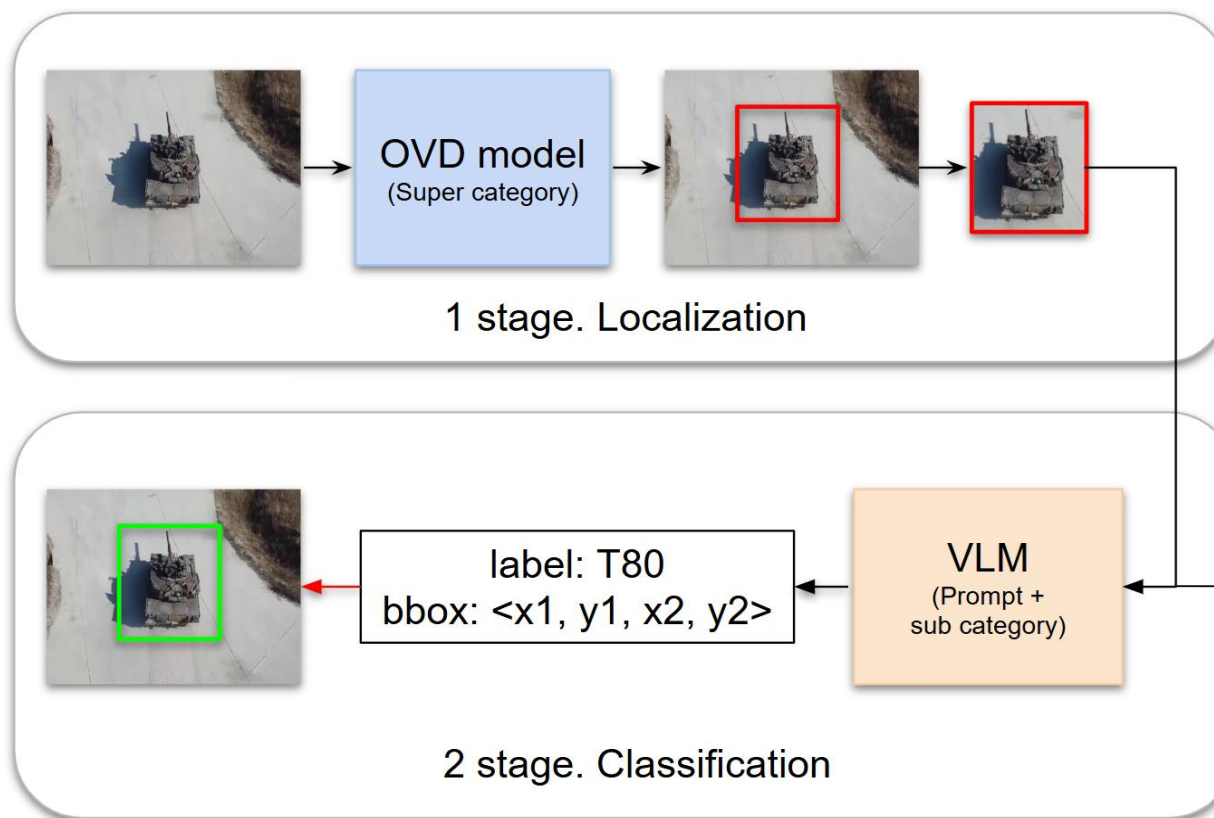 OVD model
(Super category)
1 stage. Localization
VLM
(Prompt +
sub category)
label: T80
bbox: <x1, y1, x2, y2>
2 stage. Classification